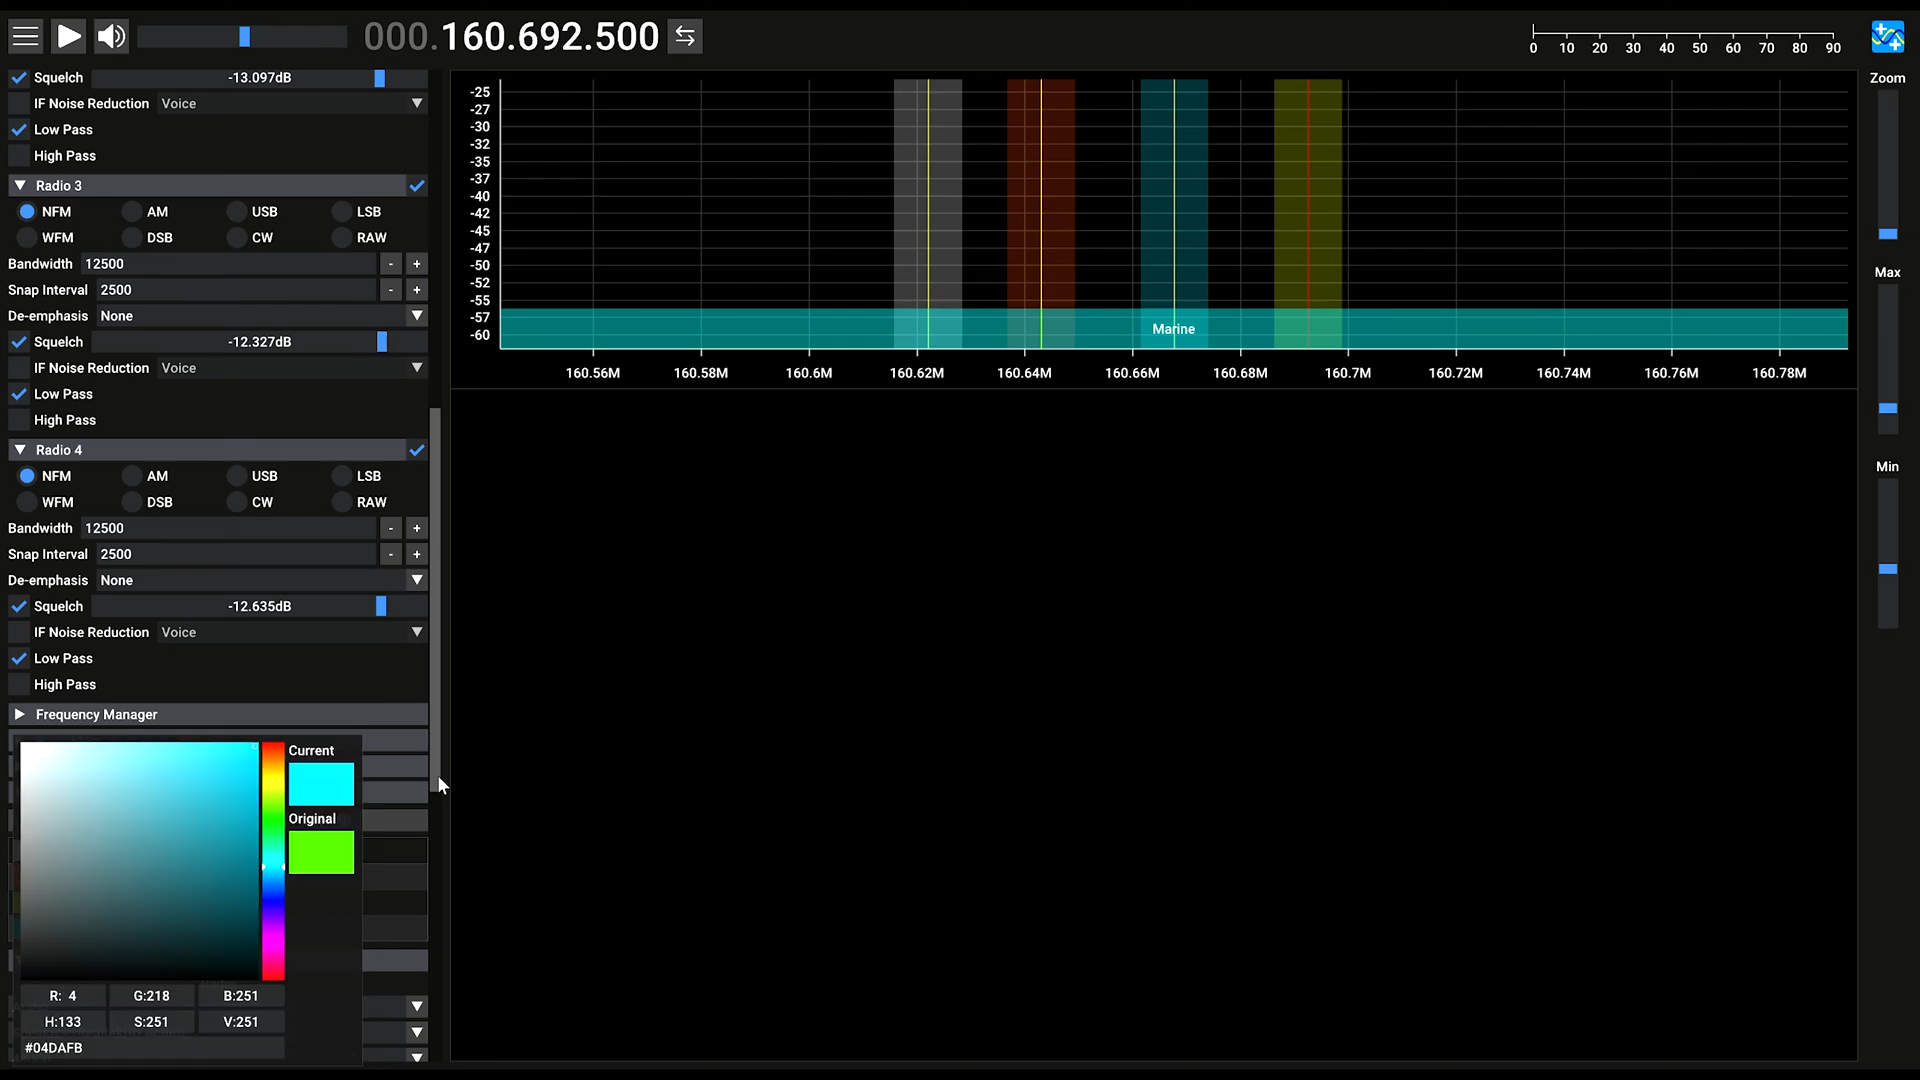 000.160.692.500
0 10 20 30 40 50 60 70 80 90
Squelch -13.097dB
IF Noise Reduction Voice
Low Pass
High Pass
Radio 3
NFM AM USB LSB
WFM DSB CW RAW
Bandwidth 12500 - +
Snap Interval 2500 - +
De-emphasis None
Squelch -12.327dB
IF Noise Reduction Voice
Low Pass
High Pass
Radio 4
NFM AM USB LSB
WFM DSB CW RAW
Bandwidth 12500 - +
Snap Interval 2500 - +
De-emphasis None
Squelch -12.635dB
IF Noise Reduction Voice
Low Pass
High Pass
Frequency Manager
Current
Original
R: 4 G:218 B:251
H:133 S:251 V:251
#04DAFB
-25
-27
-30
-32
-35
-37
-40
-42
-45
-47
-50
-52
-55
-57
-60
Marine
160.56M 160.58M 160.6M 160.62M 160.64M 160.66M 160.68M 160.7M 160.72M 160.74M 160.76M 160.78M
Zoom
Max
Min